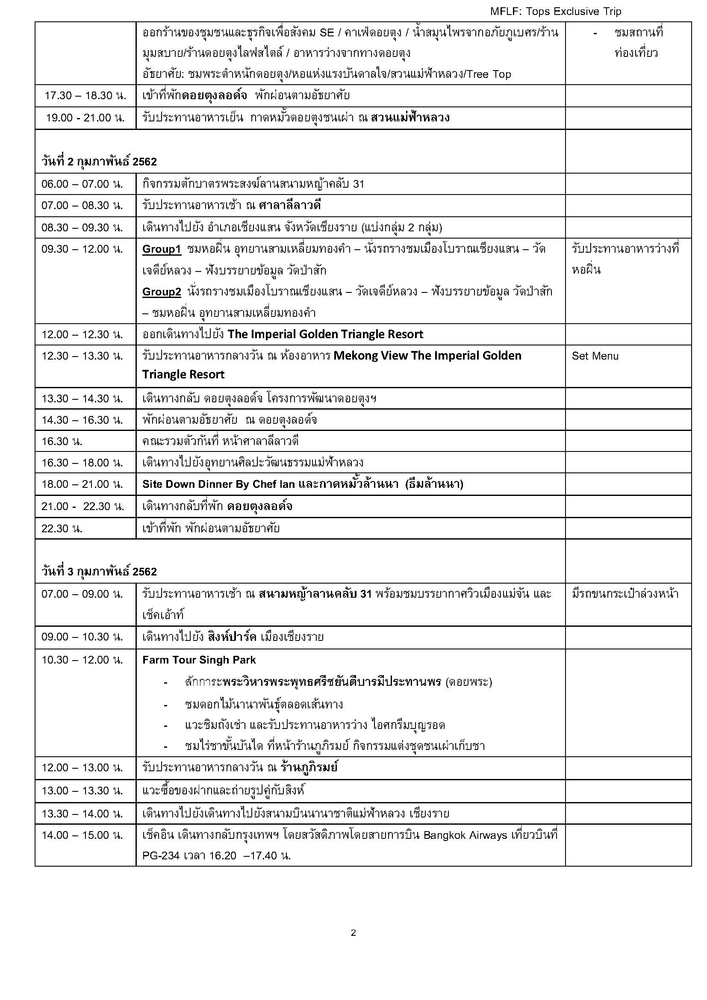 MFLF: Tops Exclusive Trip
ออกร้านของชุมชนและธุรกิจเพื่อสังคม SE / คาเฟ่ดอยตุง / น้ำสมุนไพรจากอภัยภูเบศร/ร้าน
มุมสบาย/ร้านดอยตุงไลฟสไตล์ / อาหารว่างจากทางดอยตุง
อัธยาศัย: ชมพระตำหนักดอยตุง/หอแห่งแรงบันดาลใจ/สวนแม่ฟ้าหลวง/Tree Top
- ชมสถานที่
ท่องเที่ยว
17.30 – 18.30 น. เข้าที่พักดอยตุงลอด์จ พักผ่อนตามอัธยาศัย
19.00 - 21.00 น. รับประทานอาหารเย็น กาดหมั้วดอยตุงชนเผ่า ณ สวนแม่ฟ้าหลวง
วันที่ 2 กุมภาพันธ์ 2562
06.00 – 07.00 น. กิจกรรมตักบาตรพระสงฆ์ลานสนามหญ้าคลับ 31
07.00 – 08.30 น. รับประทานอาหารเช้า ณ ศาลาลีลาวดี
08.30 – 09.30 น. เดินทางไปยัง อำเภอเชียงแสน จังหวัดเชียงราย (แบ่งกลุ่ม 2 กลุ่ม)
09.30 – 12.00 น. Group1 ชมหอฝิ่น อุทยานสามเหลี่ยมทองคำ – นั่งรถรางชมเมืองโบราณเชียงแสน – วัด
เจดีย์หลวง – ฟังบรรยายข้อมูล วัดป่าสัก
Group2 นั่งรถรางชมเมืองโบราณเชียงแสน – วัดเจดีย์หลวง – ฟังบรรยายข้อมูล วัดป่าสัก
– ชมหอฝิ่น อุทยานสามเหลี่ยมทองคำ
รับประทานอาหารว่างที่
หอฝิ่น
12.00 – 12.30 น. ออกเดินทางไปยัง The Imperial Golden Triangle Resort
12.30 – 13.30 น. รับประทานอาหารกลางวัน ณ ห้องอาหาร Mekong View The Imperial Golden
Triangle Resort
Set Menu
13.30 – 14.30 น. เดินทางกลับ ดอยตุงลอด์จ โครงการพัฒนาดอยตุงฯ
14.30 – 16.30 น. พักผ่อนตามอัธยาศัย ณ ดอยตุงลอด์จ
16.30 น. คณะรวมตัวกันที่ หน้าศาลาลีลาวดี
16.30 – 18.00 น. เดินทางไปยังอุทยานศิลปะวัฒนธรรมแม่ฟ้าหลวง
18.00 – 21.00 น. Site Down Dinner By Chef Ian และกาดหมั้วล้านนา (ธีมล้านนา)
21.00 - 22.30 น. เดินทางกลับที่พัก ดอยตุงลอด์จ
22.30 น. เข้าที่พัก พักผ่อนตามอัธยาศัย
วันที่ 3 กุมภาพันธ์ 2562
07.00 – 09.00 น. รับประทานอาหารเช้า ณ สนามหญ้าลานคลับ 31 พร้อมชมบรรยากาศวิวเมืองแม่จัน และ
เช็คเอ้าท์
มีรถขนกระเป๋าล่วงหน้า
09.00 – 10.30 น. เดินทางไปยัง สิงห์ปาร์ค เมืองเชียงราย
10.30 – 12.00 น. Farm Tour Singh Park
- สักการะพระวิหารพระพุทธศรีชยันตีบารมีประทานพร (ดอยพระ)
- ชมดอกไม้นานาพันธุ์ตลอดเส้นทาง
- แวะชิมถังเช่า และรับประทานอาหารว่าง ไอศกรีมบุญรอด
- ชมไร่ชาขั้นบันได ที่หน้าร้านภูภิรมย์ กิจกรรมแต่งชุดชนเผ่าเก็บชา
12.00 – 13.00 น. รับประทานอาหารกลางวัน ณ ร้านภูภิรมย์
13.00 – 13.30 น. แวะซื้อของฝากและถ่ายรูปคู่กับสิงห์
13.30 – 14.00 น. เดินทางไปยังเดินทางไปยังสนามบินนานาชาติแม่ฟ้าหลวง เชียงราย
14.00 – 15.00 น. เช็คอิน เดินทางกลับกรุงเทพฯ โดยสวัสดิภาพโดยสายการบิน Bangkok Airways เที่ยวบินที่
PG-234 เวลา 16.20 –17.40 น.
2